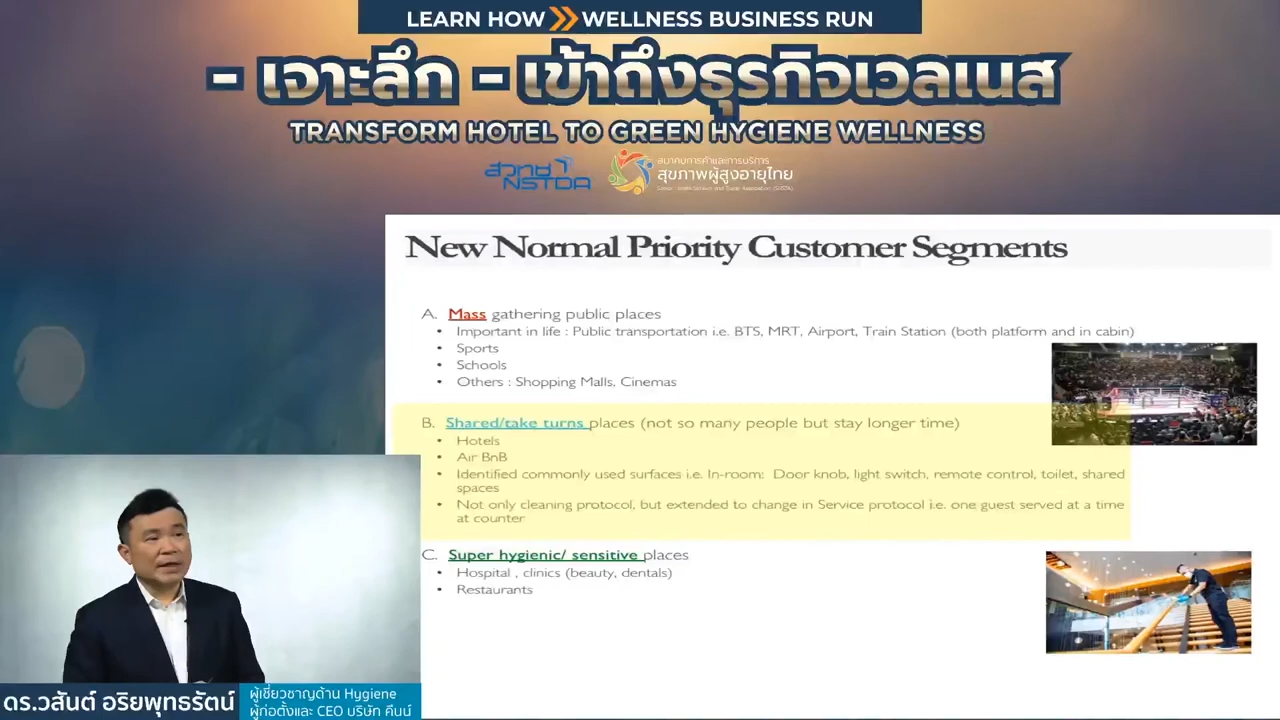 LEARN HOW WELLNESS BUSINESS RUN
- เจาะลึก - เข้าถึงธุรกิจเวลเนส
TRANSFORM HOTEL TO GREEN HYGIENE WELLNESS
สวทช
NSTDA
สมาคมการค้าและการบริการ
สุขภาพผู้สูงอายุไทย
New Normal Priority Customer Segments
A. Mass gathering public places
• Important in life : Public transportation i.e. BTS, MRT, Airport, Train Station (both platform and in cabin)
• Sports
• Schools
• Others : Shopping Malls, Cinemas
B. Shared/take turns places (not so many people but stay longer time)
• Hotels
• Air BnB
• Identified commonly used surfaces i.e. In-room: Door knob, light switch, remote control, toilet, shared
spaces
• Not only cleaning protocol, but extended to change in Service protocol i.e. one guest served at a time
at counter
C. Super hygienic/ sensitive places
• Hospital , clinics (beauty, dentals)
• Restaurants
ดร.วสันต์ อริยพุทธรัตน์
ผู้เชี่ยวชาญด้าน Hygiene
ผู้ก่อตั้งและ CEO บริษัท คีนน์